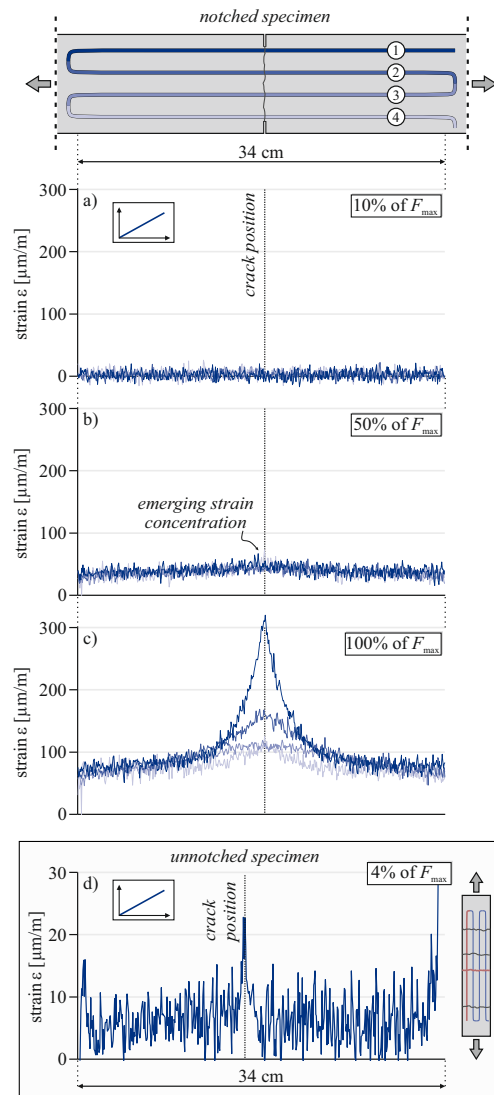 notched specimen
1
2
3
4
34 cm
a)
10% of Fmax
300
200
100
0
strain ε [µm/m]
crack position
b)
50% of Fmax
300
200
100
0
strain ε [µm/m]
emerging strain
concentration
c)
100% of Fmax
300
200
100
0
strain ε [µm/m]
unnotched specimen
d)
4% of Fmax
30
20
10
0
strain ε [µm/m]
crack
position
34 cm